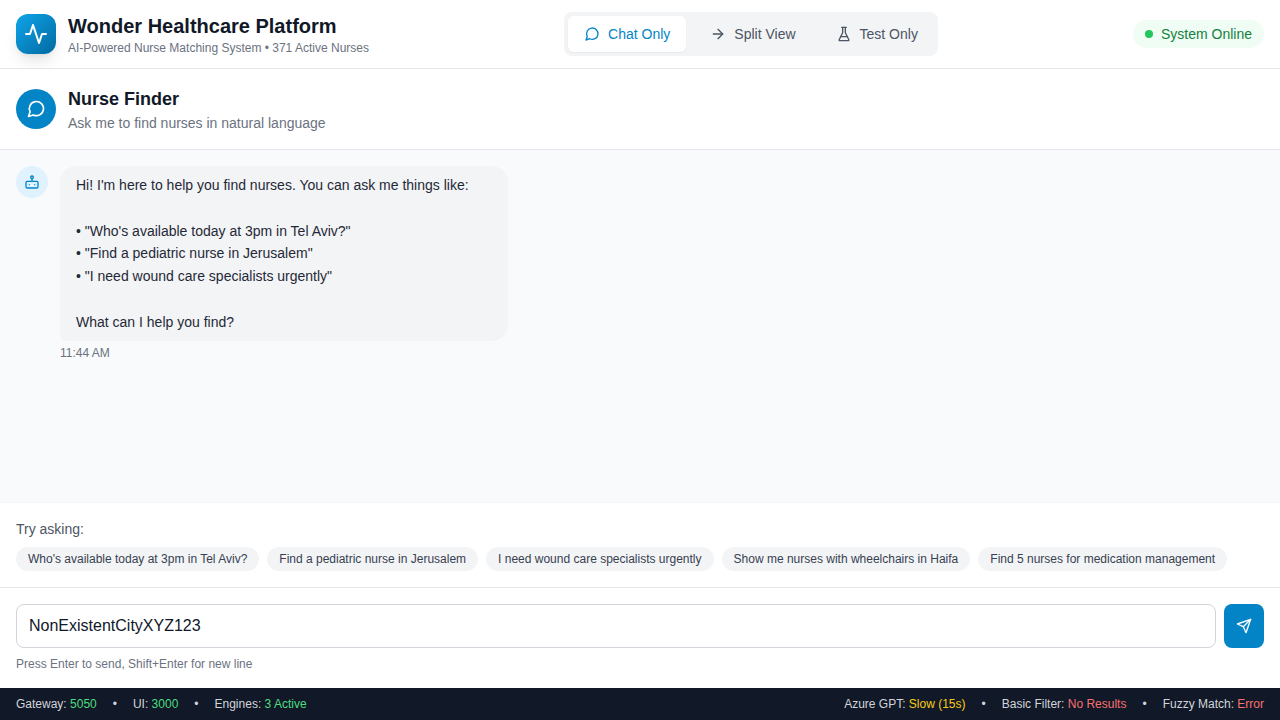 Wonder Healthcare Platform
AI-Powered Nurse Matching System • 371 Active Nurses
Chat Only
Split View
Test Only
System Online
Nurse Finder
Ask me to find nurses in natural language
Hi! I'm here to help you find nurses. You can ask me things like:
• "Who's available today at 3pm in Tel Aviv?"
• "Find a pediatric nurse in Jerusalem"
• "I need wound care specialists urgently"
What can I help you find?
11:44 AM
Try asking:
Who's available today at 3pm in Tel Aviv?
Find a pediatric nurse in Jerusalem
I need wound care specialists urgently
Show me nurses with wheelchairs in Haifa
Find 5 nurses for medication management
NonExistentCityXYZ123
Press Enter to send, Shift+Enter for new line
Gateway: 5050 • UI: 3000 • Engines: 3 Active
Azure GPT: Slow (15s) • Basic Filter: No Results • Fuzzy Match: Error